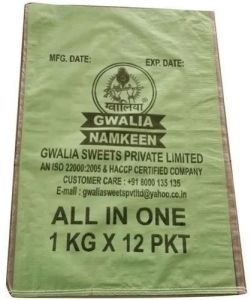 MFG. DATE: EXP. DATE:
ग्वालिया
GWALIA
NAMKEEN
GWALIA SWEETS PRIVATE LIMITED
AN ISO 22000:2005 & HACCP CERTIFIED COMPANY
CUSTOMER CARE : +91 8000 135 135
E-mail : gwaliasweetspvtltd@yahoo.co.in
ALL IN ONE
1 KG X 12 PKT